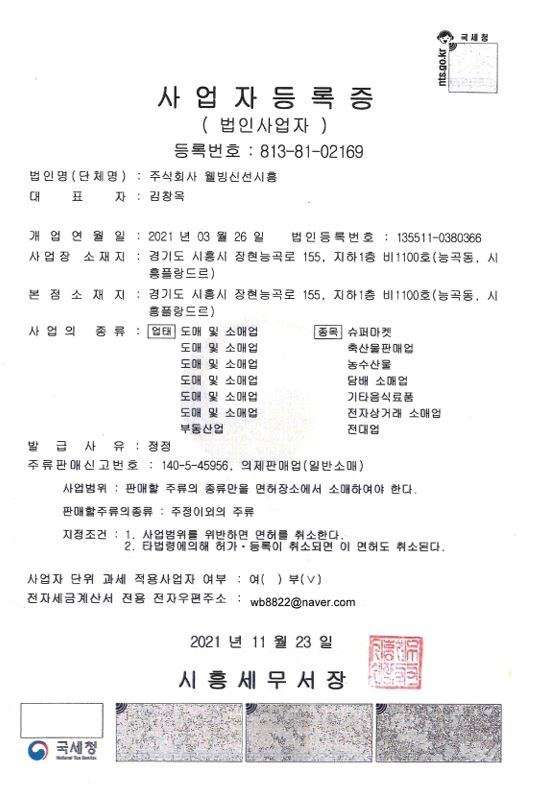 국세청
nts.go.kr
사업자등록증
( 법인사업자 )
등록번호 : 813-81-02169
법인명(단체명) : 주식회사 웰빙신선시흥
대 표 자 : 김창옥
개 업 연 월 일 : 2021 년 03 월 26 일 법인등록번호 : 135511-0380366
사업장 소재지 : 경기도 시흥시 장현능곡로 155, 지하1층 비1100호(능곡동, 시
흥플랑드르)
본 점 소 재 지 : 경기도 시흥시 장현능곡로 155, 지하1층 비1100호(능곡동, 시
흥플랑드르)
사업의 종류 : 업태 도매 및 소매업 종목 슈퍼마켓
도매 및 소매업 축산물판매업
도매 및 소매업 농수산물
도매 및 소매업 담배 소매업
도매 및 소매업 기타음식료품
도매 및 소매업 전자상거래 소매업
부동산업 전대업
발 급 사 유 : 정정
주류판매신고번호 : 140-5-45956, 의제판매업(일반소매)
사업범위 : 판매할 주류의 종류만을 면허장소에서 소매하여야 한다.
판매할주류의종류 : 주정이외의 주류
지정조건 : 1. 사업범위를 위반하면 면허를 취소한다.
2. 타법령에의해 허가·등록이 취소되면 이 면허도 취소된다.
사업자 단위 과세 적용사업자 여부 : 여( ) 부(∨)
전자세금계산서 전용 전자우편주소 : wb8822@naver.com
2021 년 11 월 23 일
시흥세무서장
국세청
National Tax Service